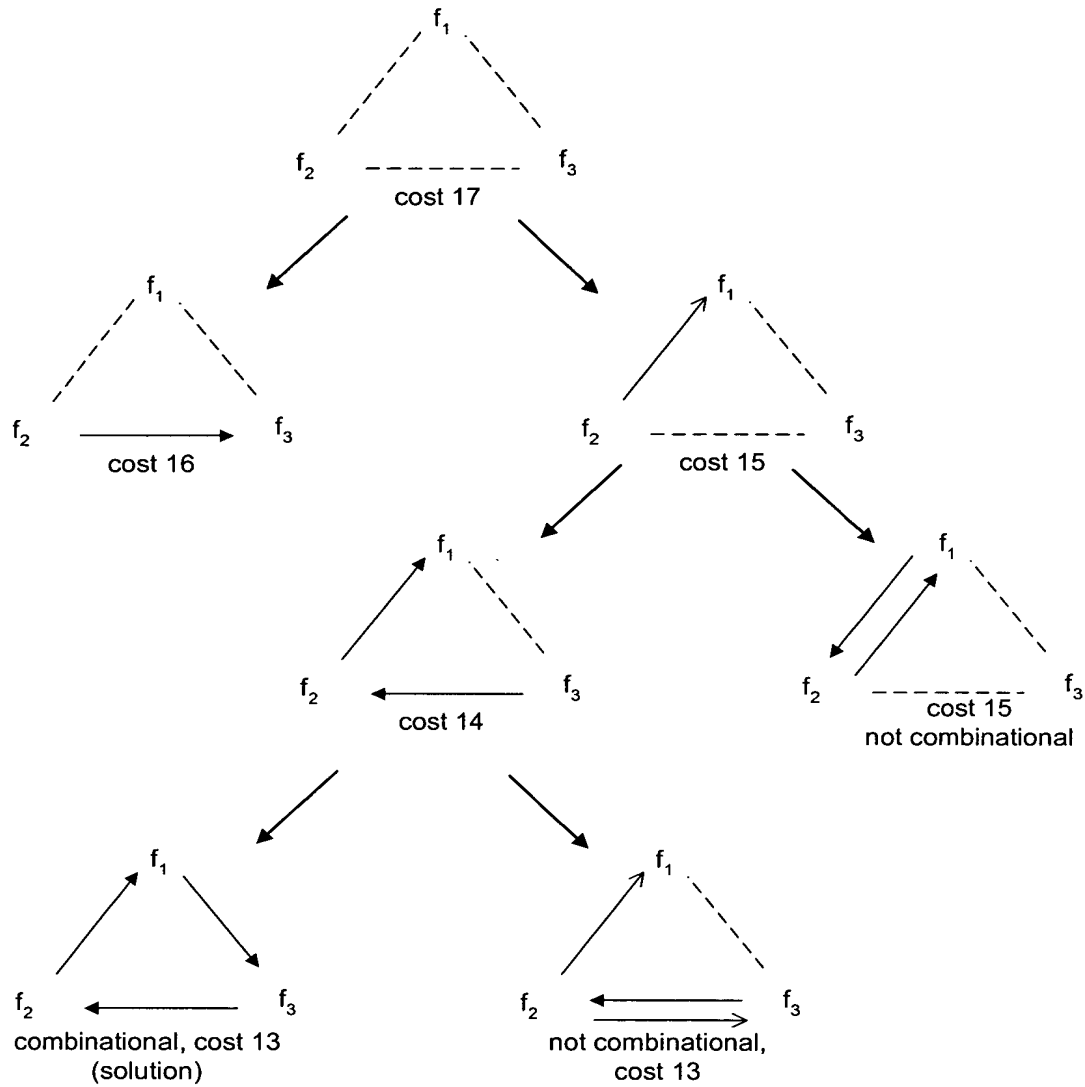 f1
f2 f3
cost 17
f1 f1
f2 f3 f2 f3
cost 16 cost 15
f1 f1
f2 f3 f2 f3
cost 14 cost 15
not combinational
f1 f1
f2 f3 f2 f3
combinational, cost 13 not combinational,
(solution) cost 13